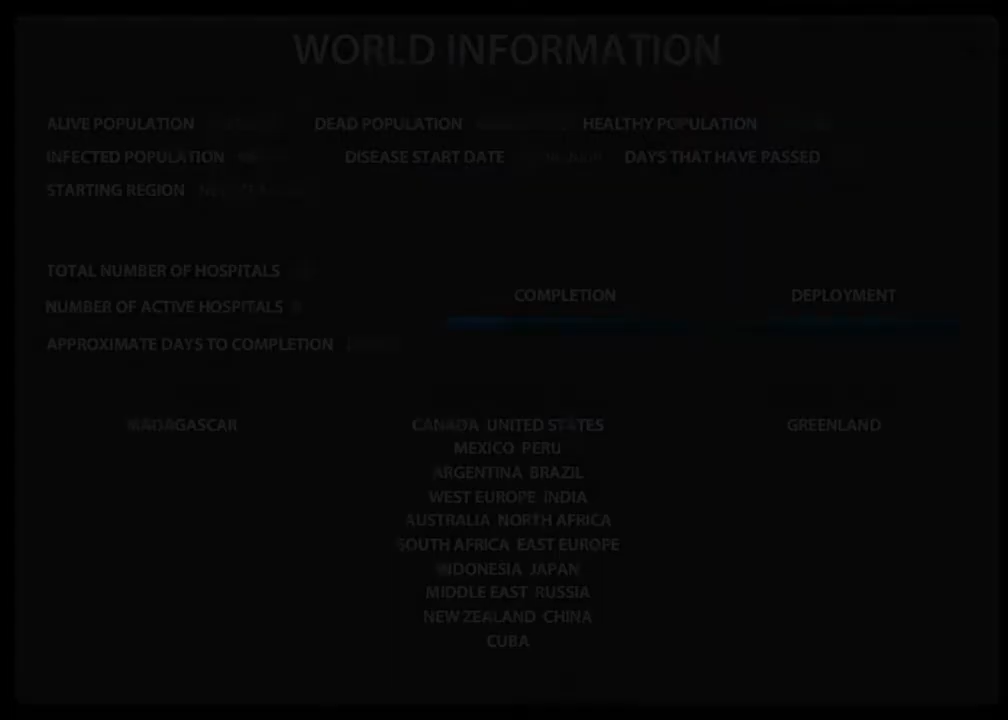 WORLD INFORMATION
ALIVE POPULATION DEAD POPULATION HEALTHY POPULATION
INFECTED POPULATION DISEASE START DATE DAYS THAT HAVE PASSED
STARTING REGION
TOTAL NUMBER OF HOSPITALS
COMPLETION DEPLOYMENT
NUMBER OF ACTIVE HOSPITALS
APPROXIMATE DAYS TO COMPLETION
MADAGASCAR CANADA UNITED STATES GREENLAND
MEXICO PERU
ARGENTINA BRAZIL
WEST EUROPE INDIA
AUSTRALIA NORTH AFRICA
SOUTH AFRICA EAST EUROPE
INDONESIA JAPAN
MIDDLE EAST RUSSIA
NEW ZEALAND CHINA
CUBA